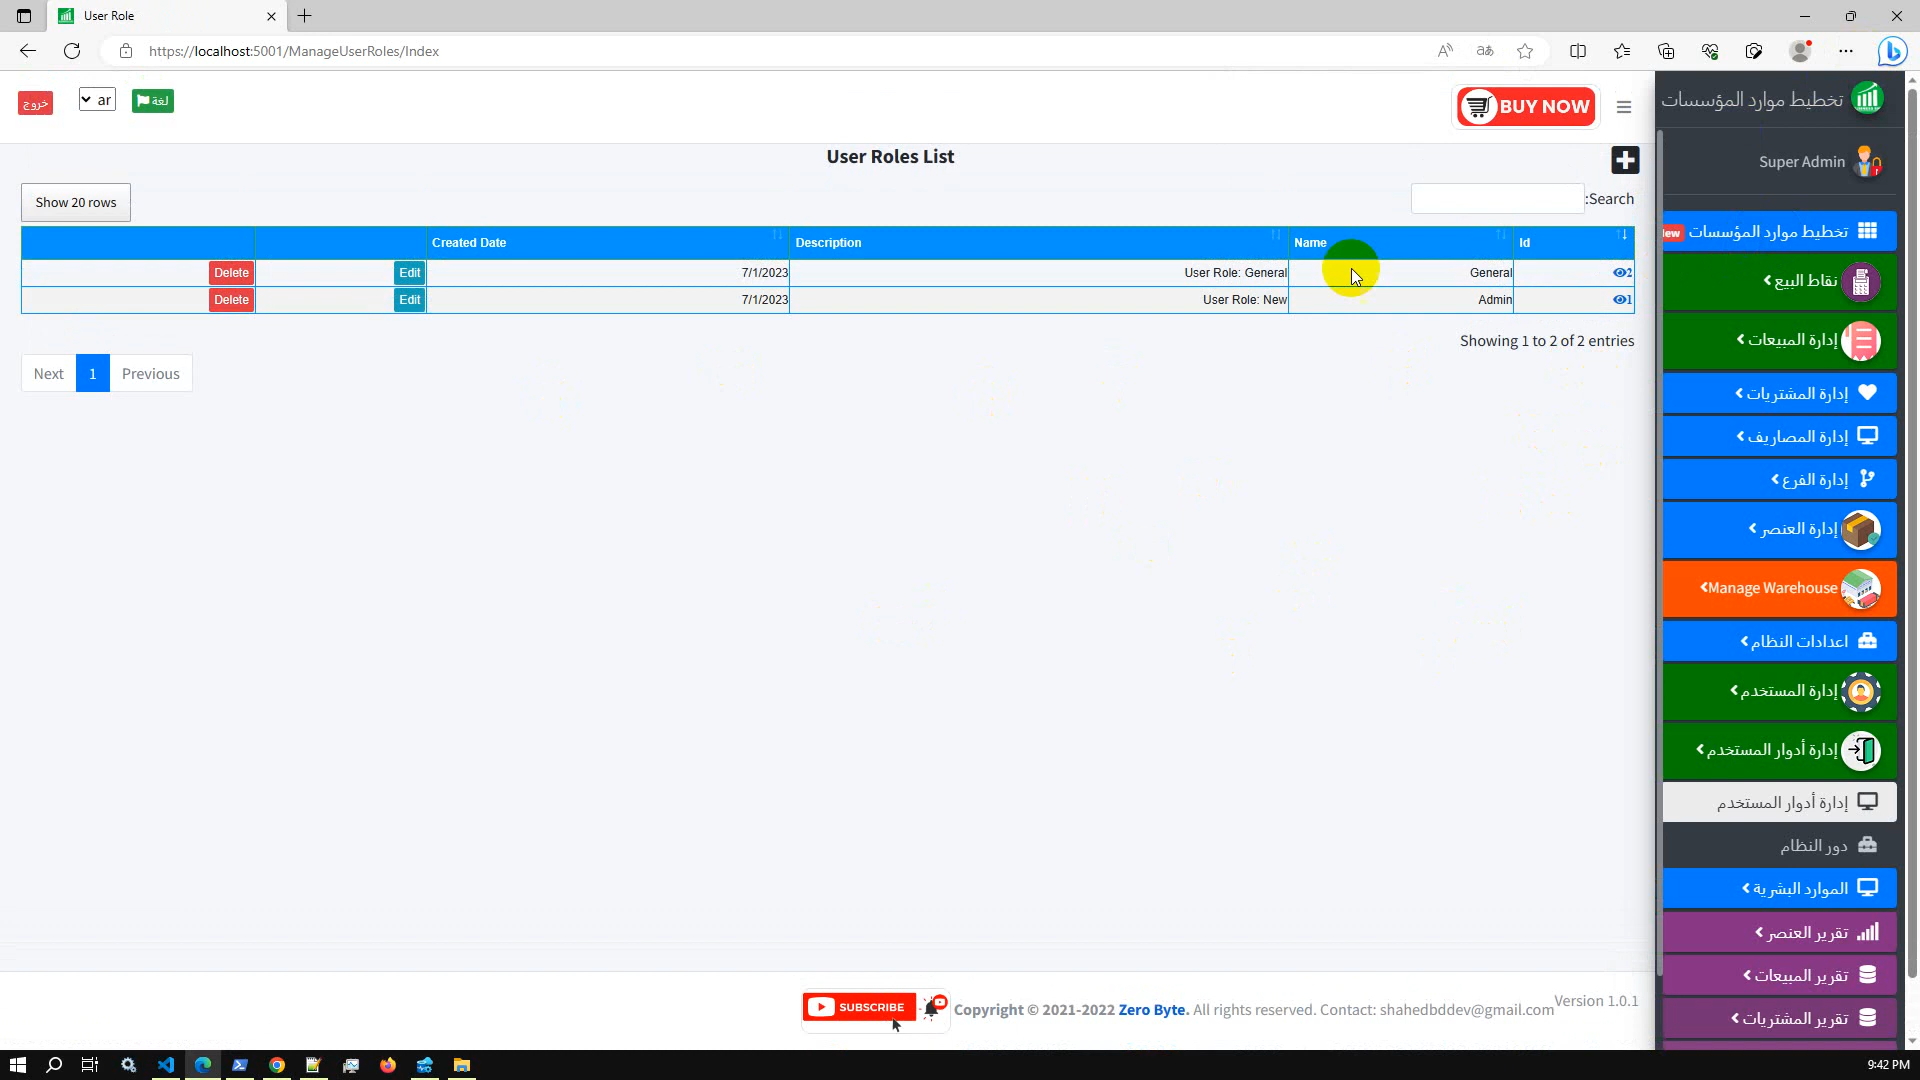 User Role
https://localhost:5001/ManageUserRoles/Index
خروج
ar
لغة
BUY NOW
تخطيط موارد المؤسسات
Super Admin
User Roles List
Show 20 rows
Search:
Id
Name
Description
Created Date
2
General
User Role: General
7/1/2023
Edit
Delete
1
Admin
User Role: New
7/1/2023
Edit
Delete
Showing 1 to 2 of 2 entries
Previous
1
Next
تخطيط موارد المؤسسات
نقاط البيع
إدارة المبيعات
إدارة المشتريات
إدارة المصاريف
إدارة الفرع
إدارة العنصر
Manage Warehouse
اعدادات النظام
إدارة المستخدم
إدارة أدوار المستخدم
إدارة أدوار المستخدم
دور النظام
الموارد البشرية
تقرير العنصر
تقرير المبيعات
تقرير المشتريات
SUBSCRIBE
Copyright © 2021-2022 Zero Byte. All rights reserved. Contact: shahedbddev@gmail.com
Version 1.0.1
9:42 PM